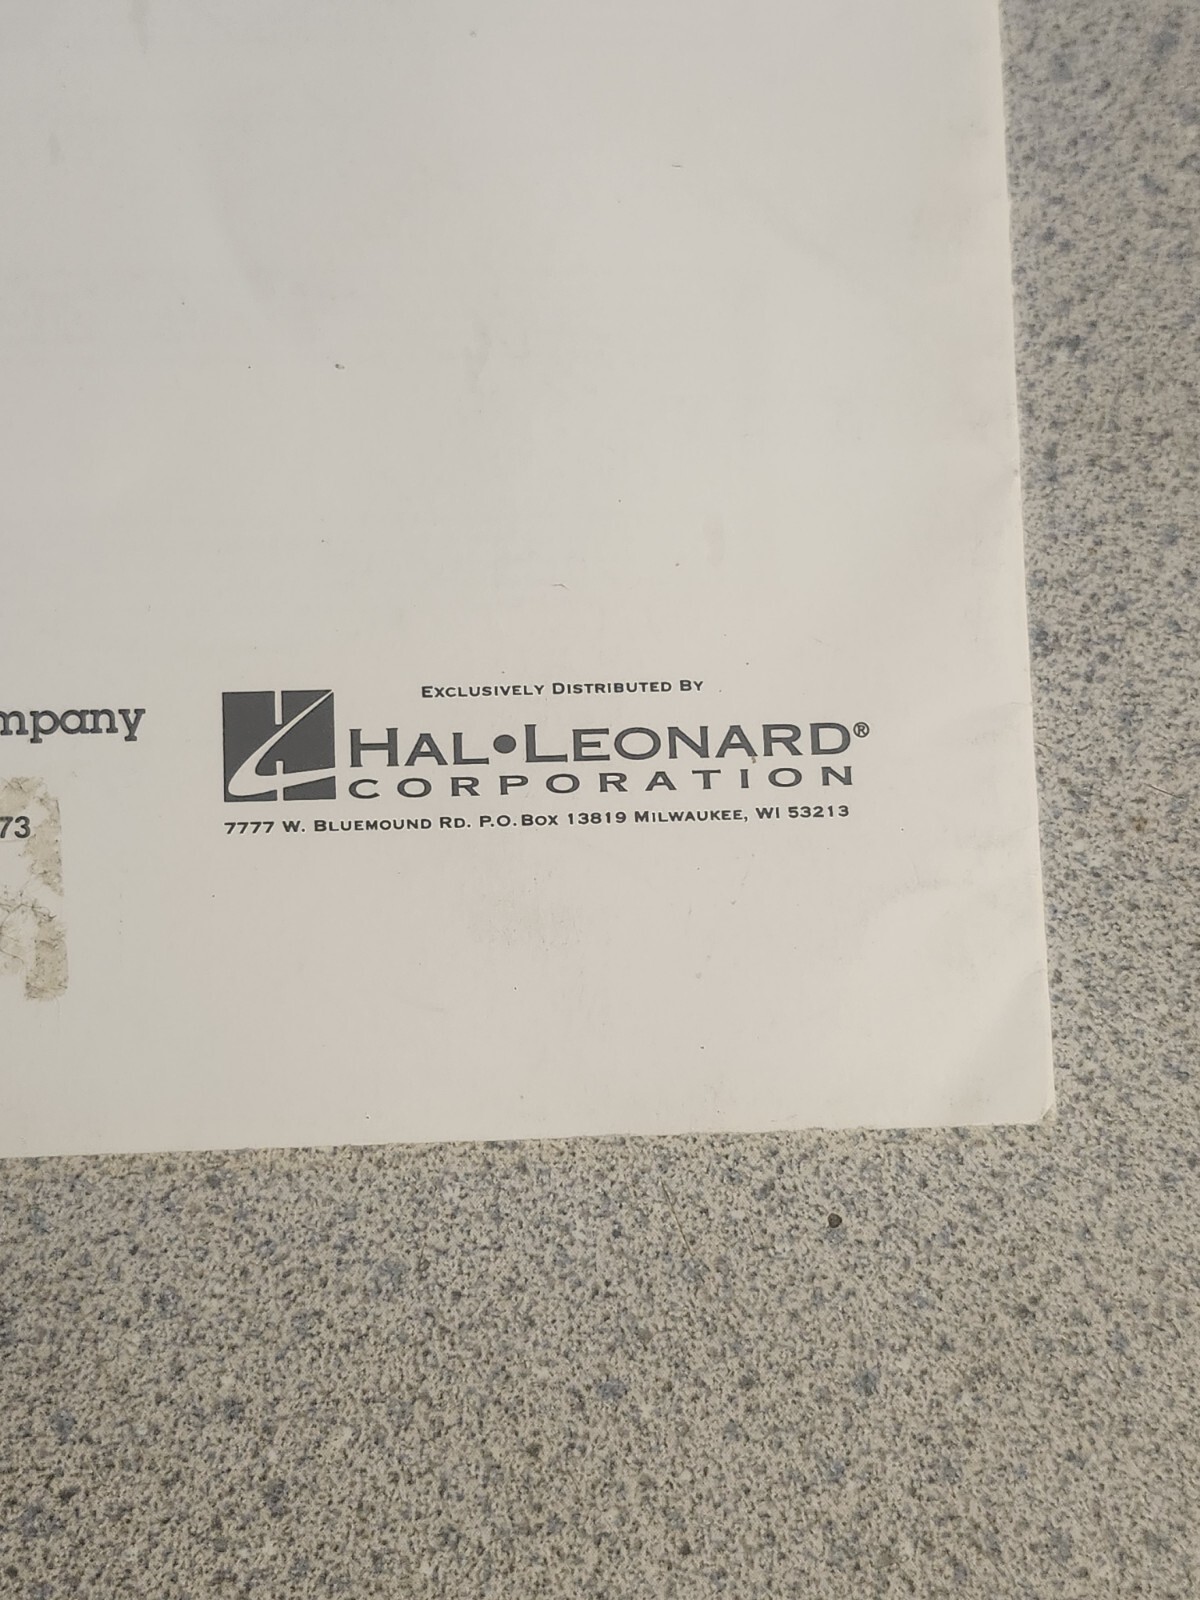 EXCLUSIVELY DISTRIBUTED BY
mpany
HAL•LEONARD®
CORPORATION
73
7777 W. BLUEMOUND RD. P.O.BOX 13819 MILWAUKEE, WI 53213